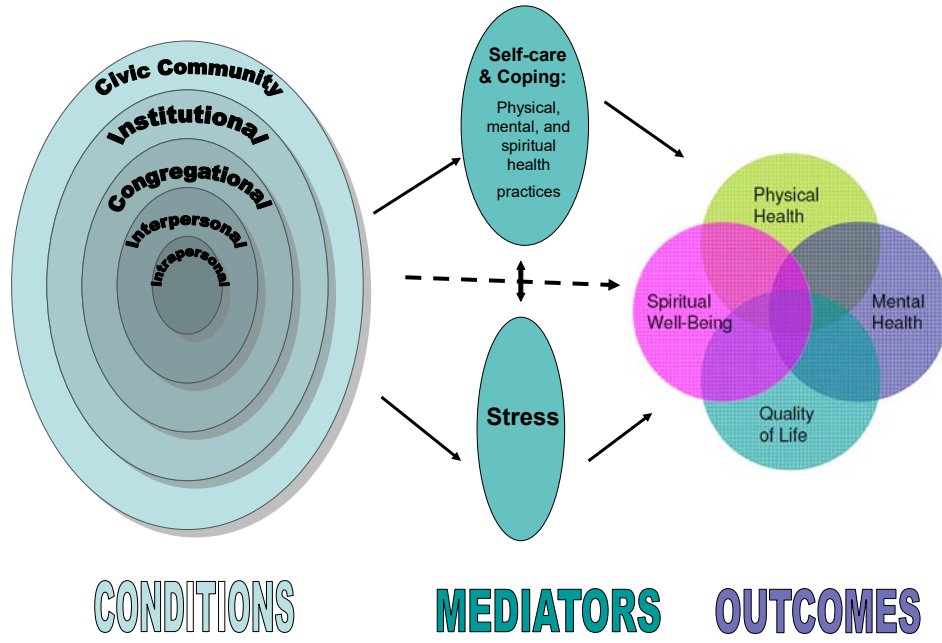 Civic Community
Institutional
Congregational
Interpersonal
Intrapersonal
Self-care
& Coping:
Physical,
mental, and
spiritual
health
practices
Stress
Physical
Health
Spiritual
Well-Being
Mental
Health
Quality
of Life
CONDITIONS
MEDIATORS
OUTCOMES